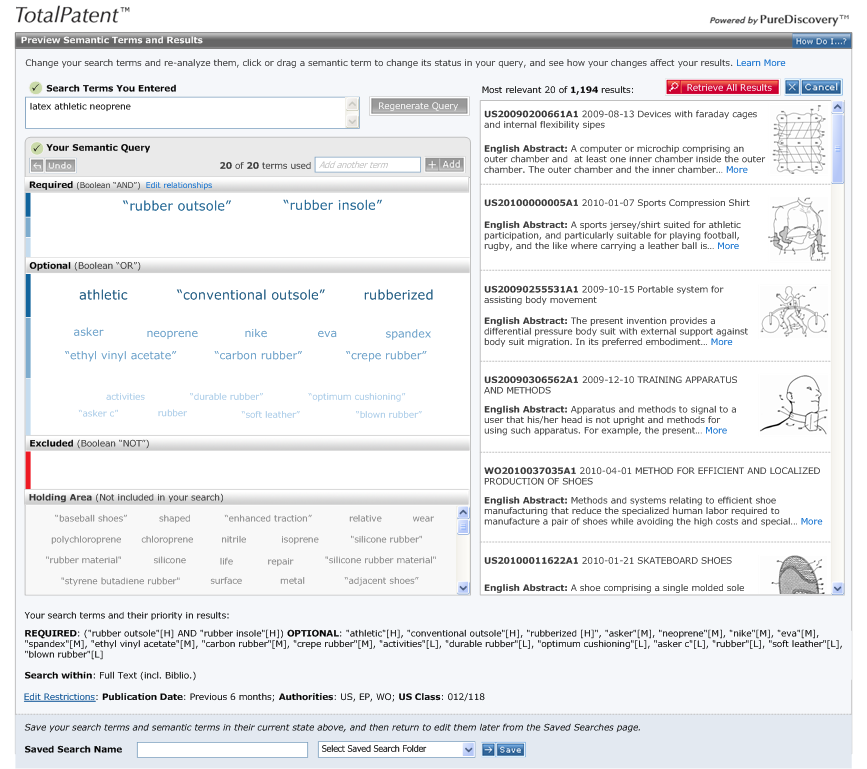 TotalPatent™
Powered by PureDiscovery™
Preview Semantic Terms and Results
How Do I...?
Change your search terms and re-analyze them, click or drag a semantic term to change its status in your query, and see how your changes affect your results. Learn More
Search Terms You Entered
latex athletic neoprene
Regenerate Query
Your Semantic Query
Undo
20 of 20 terms used
Add another term
+ Add
Required (Boolean "AND") Edit relationships
"rubber outsole" "rubber insole"
Optional (Boolean "OR")
athletic "conventional outsole" rubberized
asker neoprene nike eva spandex
"ethyl vinyl acetate" "carbon rubber" "crepe rubber"
activities "durable rubber" "optimum cushioning"
"asker c" rubber "soft leather" "blown rubber"
Excluded (Boolean "NOT")
Holding Area (Not included in your search)
"baseball shoes" shaped "enhanced traction" relative wear
polychloroprene chloroprene nitrile isoprene "silicone rubber"
"rubber material" silicone life repair "silicone rubber material"
"styrene butadiene rubber" surface metal "adjacent shoes"
Most relevant 20 of 1,194 results:
Retrieve All Results
X Cancel
US20090200661A1 2009-08-13 Devices with faraday cages
and internal flexibility sipes
English Abstract: A computer or microchip comprising an
outer chamber and at least one inner chamber inside the outer
chamber. The outer chamber and the inner chamber... More
US20100000005A1 2010-01-07 Sports Compression Shirt
English Abstract: A sports jersey/shirt suited for athletic
participation, and particularly suitable for playing football,
rugby, and the like where carrying a leather ball is... More
US20090255531A1 2009-10-15 Portable system for
assisting body movement
English Abstract: The present invention provides a
differential pressure body suit with external support against
body suit migration. In its preferred embodiment... More
US20090306562A1 2009-12-10 TRAINING APPARATUS
AND METHODS
English Abstract: Apparatus and methods to signal to a
user that his/her head is not upright and methods for
using such apparatus. For example, the present... More
WO2010037035A1 2010-04-01 METHOD FOR EFFICIENT AND LOCALIZED
PRODUCTION OF SHOES
English Abstract: Methods and systems relating to efficient shoe
manufacturing that reduce the specialized human labor required to
manufacture a pair of shoes while avoiding the high costs and special... More
US20100011622A1 2010-01-21 SKATEBOARD SHOES
English Abstract: A shoe comprising a single molded sole
Your search terms and their priority in results:
REQUIRED: ("rubber outsole"[H] AND "rubber insole"[H]) OPTIONAL: "athletic"[H], "conventional outsole"[H], "rubberized [H]", "asker"[M], "neoprene"[M], "nike"[M], "eva"[M],
"spandex"[M], "ethyl vinyl acetate"[M], "carbon rubber"[M], "crepe rubber"[M], "activities"[L], "durable rubber"[L], "optimum cushioning"[L], "asker c"[L], "rubber"[L], "soft leather"[L],
"blown rubber"[L]
Search within: Full Text (incl. Biblio.)
Edit Restrictions: Publication Date: Previous 6 months; Authorities: US, EP, WO; US Class: 012/118
Save your search terms and semantic terms in their current state above, and then return to edit them later from the Saved Searches page.
Saved Search Name
Select Saved Search Folder
Save